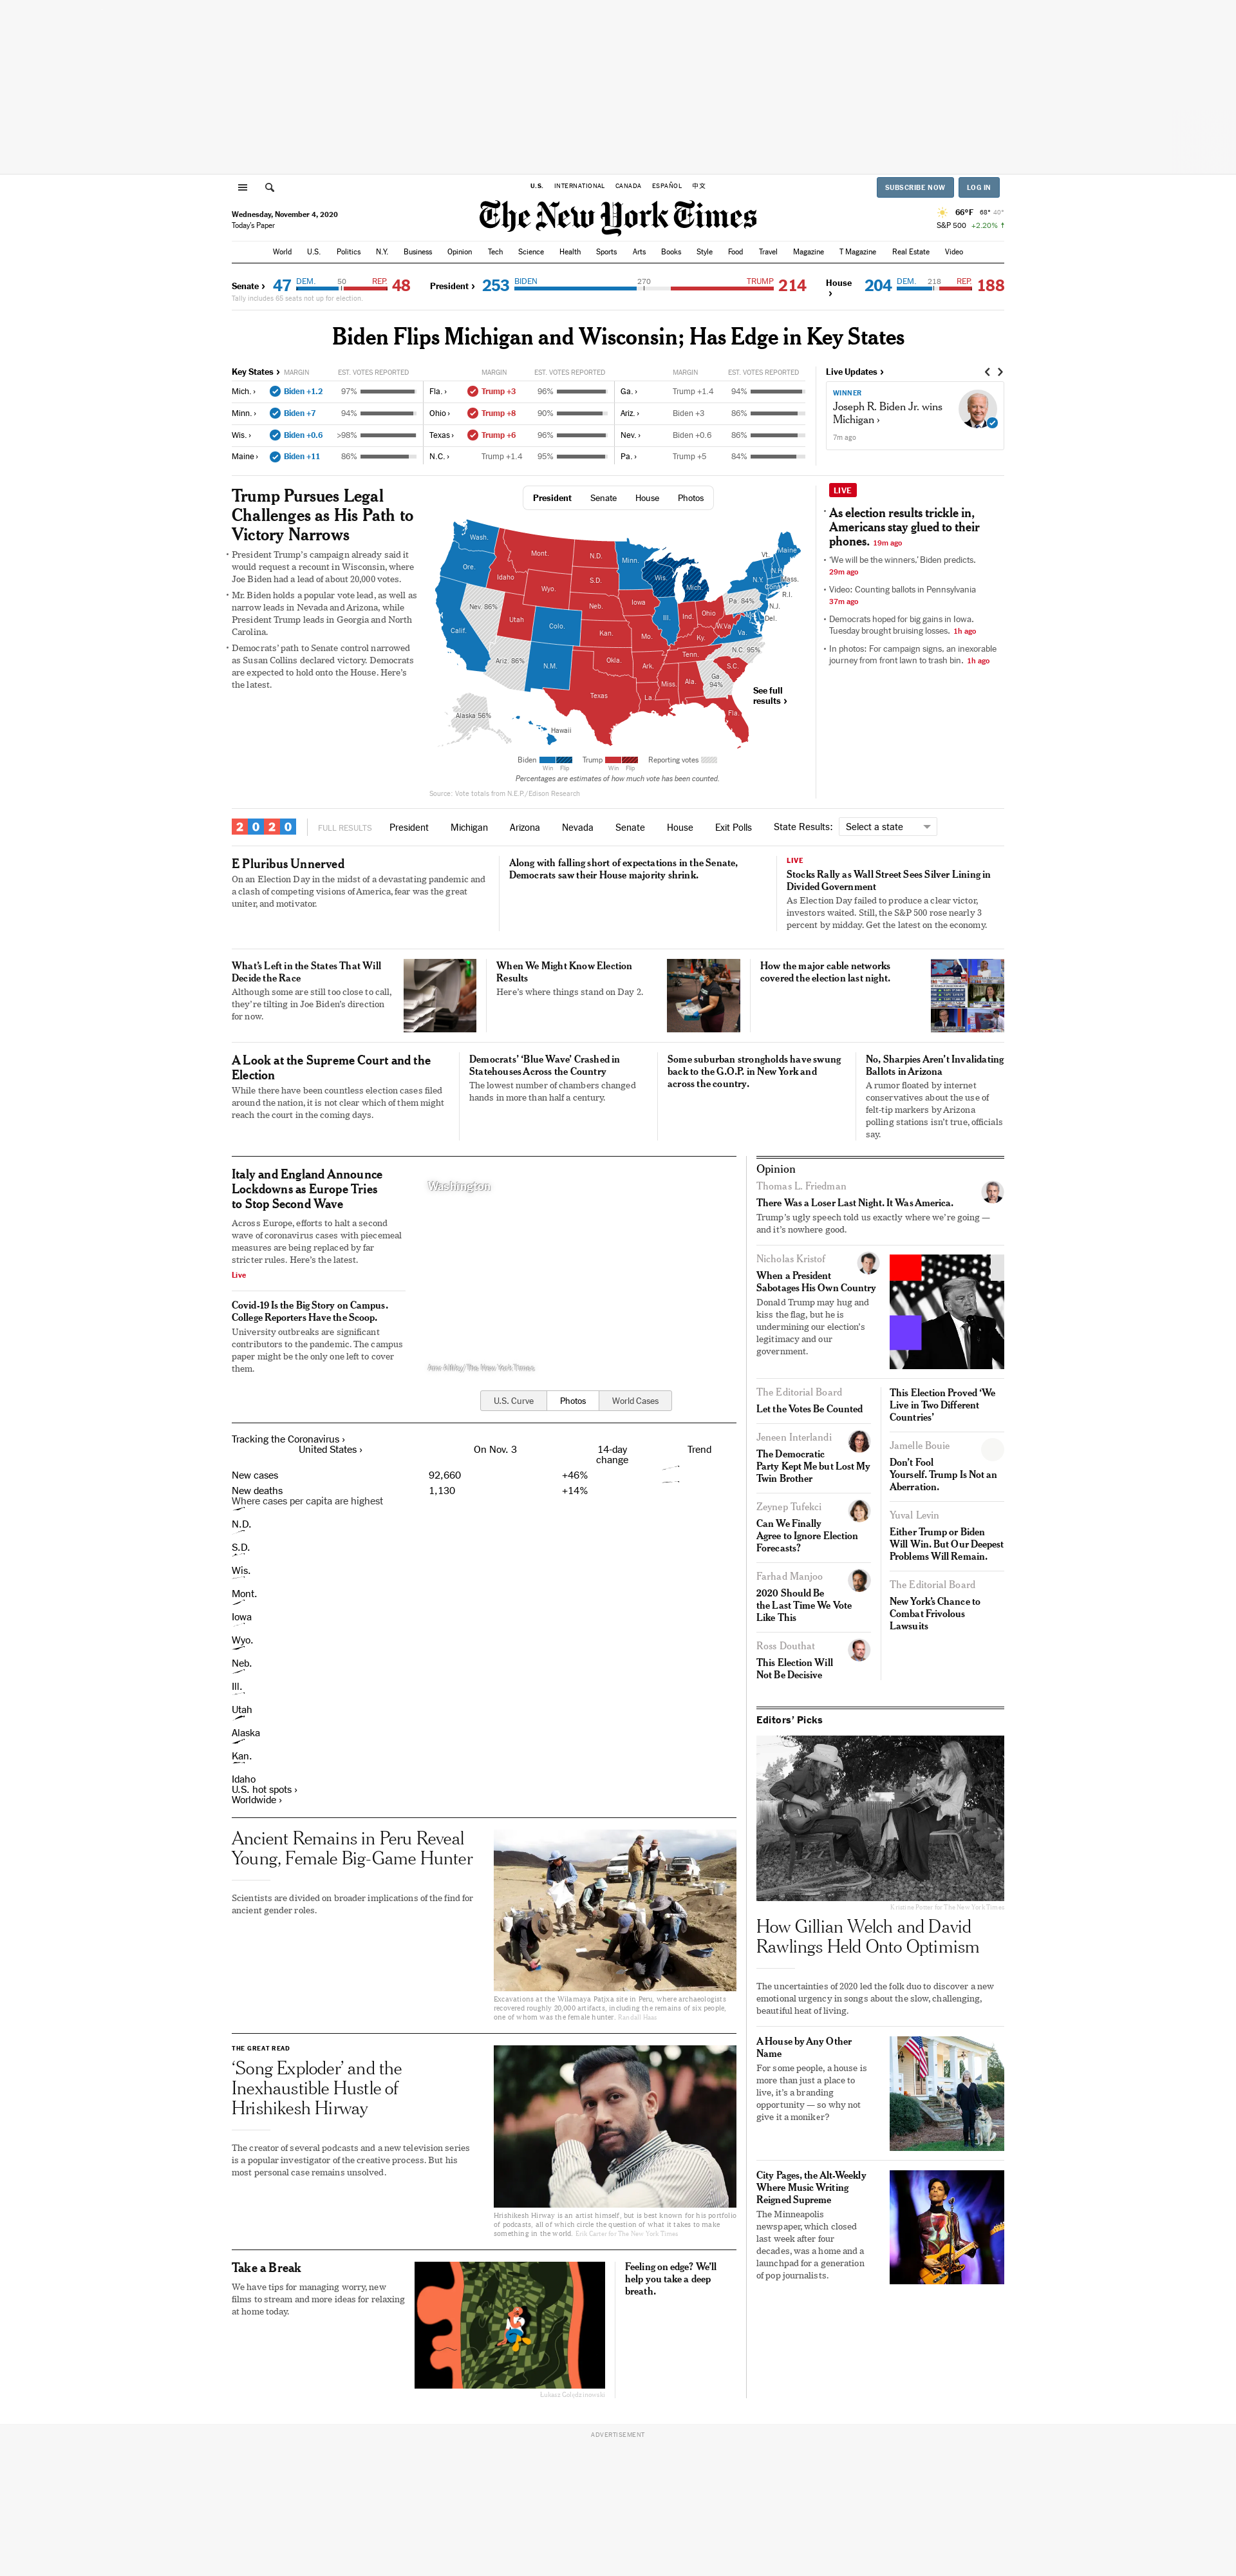 U.S. INTERNATIONAL CANADA ESPAÑOL 中文
SUBSCRIBE NOW LOG IN
Wednesday, November 4, 2020
Today's Paper
The New York Times
66°F 68° 40°
S&P 500 +2.20% ↑
World U.S. Politics N.Y. Business Opinion Tech Science Health Sports Arts Books Style Food Travel Magazine T Magazine Real Estate Video
Senate › 47 DEM. 50 REP. 48
Tally includes 65 seats not up for election.
President › 253 BIDEN 270 TRUMP 214
House › 204 DEM. 218 REP. 188
Biden Flips Michigan and Wisconsin; Has Edge in Key States
Key States › MARGIN EST. VOTES REPORTED MARGIN EST. VOTES REPORTED MARGIN EST. VOTES REPORTED
Mich. › Biden +1.2 97% Fla. › Trump +3 96% Ga. › Trump +1.4 94%
Minn. › Biden +7 94% Ohio › Trump +8 90% Ariz. › Biden +3 86%
Wis. › Biden +0.6 >98% Texas › Trump +6 96% Nev. › Biden +0.6 86%
Maine › Biden +11 86% N.C. › Trump +1.4 95% Pa. › Trump +5 84%
Live Updates ›
WINNER
Joseph R. Biden Jr. wins
Michigan ›
7m ago
Trump Pursues Legal
Challenges as His Path to
Victory Narrows
President Trump's campaign already said it
would request a recount in Wisconsin, where
Joe Biden had a lead of about 20,000 votes.
Mr. Biden holds a popular vote lead, as well as
narrow leads in Nevada and Arizona, while
President Trump leads in Georgia and North
Carolina.
Democrats' path to Senate control narrowed
as Susan Collins declared victory. Democrats
are expected to hold onto the House. Here's
the latest.
President Senate House Photos
Wash.
Ore.
Calif.
Nev. 86%
Idaho
Mont.
Wyo.
Utah
Ariz. 86%
Colo.
N.M.
N.D.
S.D.
Neb.
Kan.
Okla.
Texas
Minn.
Iowa
Mo.
Ark.
La.
Wis.
Ill.
Mich.
Ind.
Ohio
Ky.
Tenn.
Miss.
Ala.
Ga. 94%
Fla.
S.C.
N.C. 95%
Va.
W.Va.
Pa. 84%
N.Y.
Vt.
N.H.
Maine
Mass.
Conn.
R.I.
N.J.
Del.
Alaska 56%
Hawaii
See full
results ›
Biden Win Flip Trump Win Flip Reporting votes
Percentages are estimates of how much vote has been counted.
Source: Vote totals from N.E.P./Edison Research
LIVE
As election results trickle in,
Americans stay glued to their
phones. 19m ago
'We will be the winners,' Biden predicts.
29m ago
Video: Counting ballots in Pennsylvania
37m ago
Democrats hoped for big gains in Iowa.
Tuesday brought bruising losses. 1h ago
In photos: For campaign signs, an inexorable
journey from front lawn to trash bin. 1h ago
2020 FULL RESULTS President Michigan Arizona Nevada Senate House Exit Polls State Results: Select a state
E Pluribus Unnerved
On an Election Day in the midst of a devastating pandemic and
a clash of competing visions of America, fear was the great
uniter, and motivator.
Along with falling short of expectations in the Senate,
Democrats saw their House majority shrink.
LIVE
Stocks Rally as Wall Street Sees Silver Lining in
Divided Government
As Election Day failed to produce a clear victor,
investors waited. Still, the S&P 500 rose nearly 3
percent by midday. Get the latest on the economy.
What's Left in the States That Will
Decide the Race
Although some are still too close to call,
they're tilting in Joe Biden's direction
for now.
When We Might Know Election
Results
Here's where things stand on Day 2.
How the major cable networks
covered the election last night.
A Look at the Supreme Court and the
Election
While there have been countless election cases filed
around the nation, it is not clear which of them might
reach the court in the coming days.
Democrats' 'Blue Wave' Crashed in
Statehouses Across the Country
The lowest number of chambers changed
hands in more than half a century.
Some suburban strongholds have swung
back to the G.O.P. in New York and
across the country.
No, Sharpies Aren't Invalidating
Ballots in Arizona
A rumor floated by internet
conservatives about the use of
felt-tip markers by Arizona
polling stations isn't true, officials
say.
Italy and England Announce
Lockdowns as Europe Tries
to Stop Second Wave
Across Europe, efforts to halt a second
wave of coronavirus cases with piecemeal
measures are being replaced by far
stricter rules. Here's the latest.
Live
Covid-19 Is the Big Story on Campus.
College Reporters Have the Scoop.
University outbreaks are significant
contributors to the pandemic. The campus
paper might be the only one left to cover
them.
Washington
The New York Times
U.S. Curve Photos World Cases
Tracking the Coronavirus ›
United States › On Nov. 3 14-day
change Trend
New cases 92,660 +46%
New deaths 1,130 +14%
Where cases per capita are highest
N.D.
S.D.
Wis.
Mont.
Iowa
Wyo.
Neb.
Ill.
Utah
Alaska
Kan.
Idaho
U.S. hot spots ›
Worldwide ›
Ancient Remains in Peru Reveal
Young, Female Big-Game Hunter
Scientists are divided on broader implications of the find for
ancient gender roles.
Excavations at the Wilamaya Patjxa site in Peru, where archaeologists
recovered roughly 20,000 artifacts, including the remains of six people,
one of whom was the female hunter. Randall Haas
THE GREAT READ
'Song Exploder' and the
Inexhaustible Hustle of
Hrishikesh Hirway
The creator of several podcasts and a new television series
is a popular investigator of the creative process. But his
most personal case remains unsolved.
Hrishikesh Hirway is an artist himself, but is best known for his portfolio
of podcasts, all of which circle the question of what it takes to make
something in the world. Erik Carter for The New York Times
Take a Break
We have tips for managing worry, new
films to stream and more ideas for relaxing
at home today.
Feeling on edge? We'll
help you take a deep
breath.
Opinion
Thomas L. Friedman
There Was a Loser Last Night. It Was America.
Trump's ugly speech told us exactly where we're going —
and it's nowhere good.
Nicholas Kristof
When a President
Sabotages His Own Country
Donald Trump may hug and
kiss the flag, but he is
undermining our election's
legitimacy and our
government.
The Editorial Board
Let the Votes Be Counted
Jeneen Interlandi
The Democratic
Party Kept Me but Lost My
Twin Brother
Zeynep Tufekci
Can We Finally
Agree to Ignore Election
Forecasts?
Farhad Manjoo
2020 Should Be
the Last Time We Vote
Like This
Ross Douthat
This Election Will
Not Be Decisive
This Election Proved 'We
Live in Two Different
Countries'
Jamelle Bouie
Don't Fool
Yourself. Trump Is Not an
Aberration.
Yuval Levin
Either Trump or Biden
Will Win. But Our Deepest
Problems Will Remain.
The Editorial Board
New York's Chance to
Combat Frivolous
Lawsuits
Editors' Picks
Kristine Potter for The New York Times
How Gillian Welch and David
Rawlings Held Onto Optimism
The uncertainties of 2020 led the folk duo to discover a new
emotional urgency in songs about the slow, challenging,
beautiful heat of living.
A House by Any Other
Name
For some people, a house is
more than just a place to
live, it's a branding
opportunity — so why not
give it a moniker?
City Pages, the Alt-Weekly
Where Music Writing
Reigned Supreme
The Minneapolis
newspaper, which closed
last week after four
decades, was a home and a
launchpad for a generation
of pop journalists.
ADVERTISEMENT